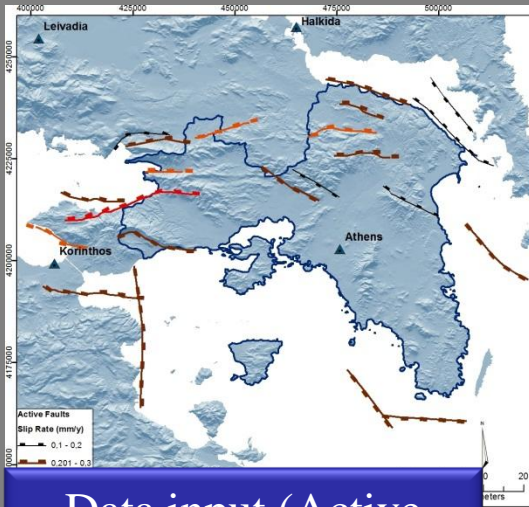 400000 425000 450000 475000 500000
Leivadia
Halkida
4250000
4225000
Korinthos
Athens
4200000
4175000
Active Faults
Slip Rate (mm/y)
0,1 - 0,2
0,201 - 0,3
N
20
Data input (Active